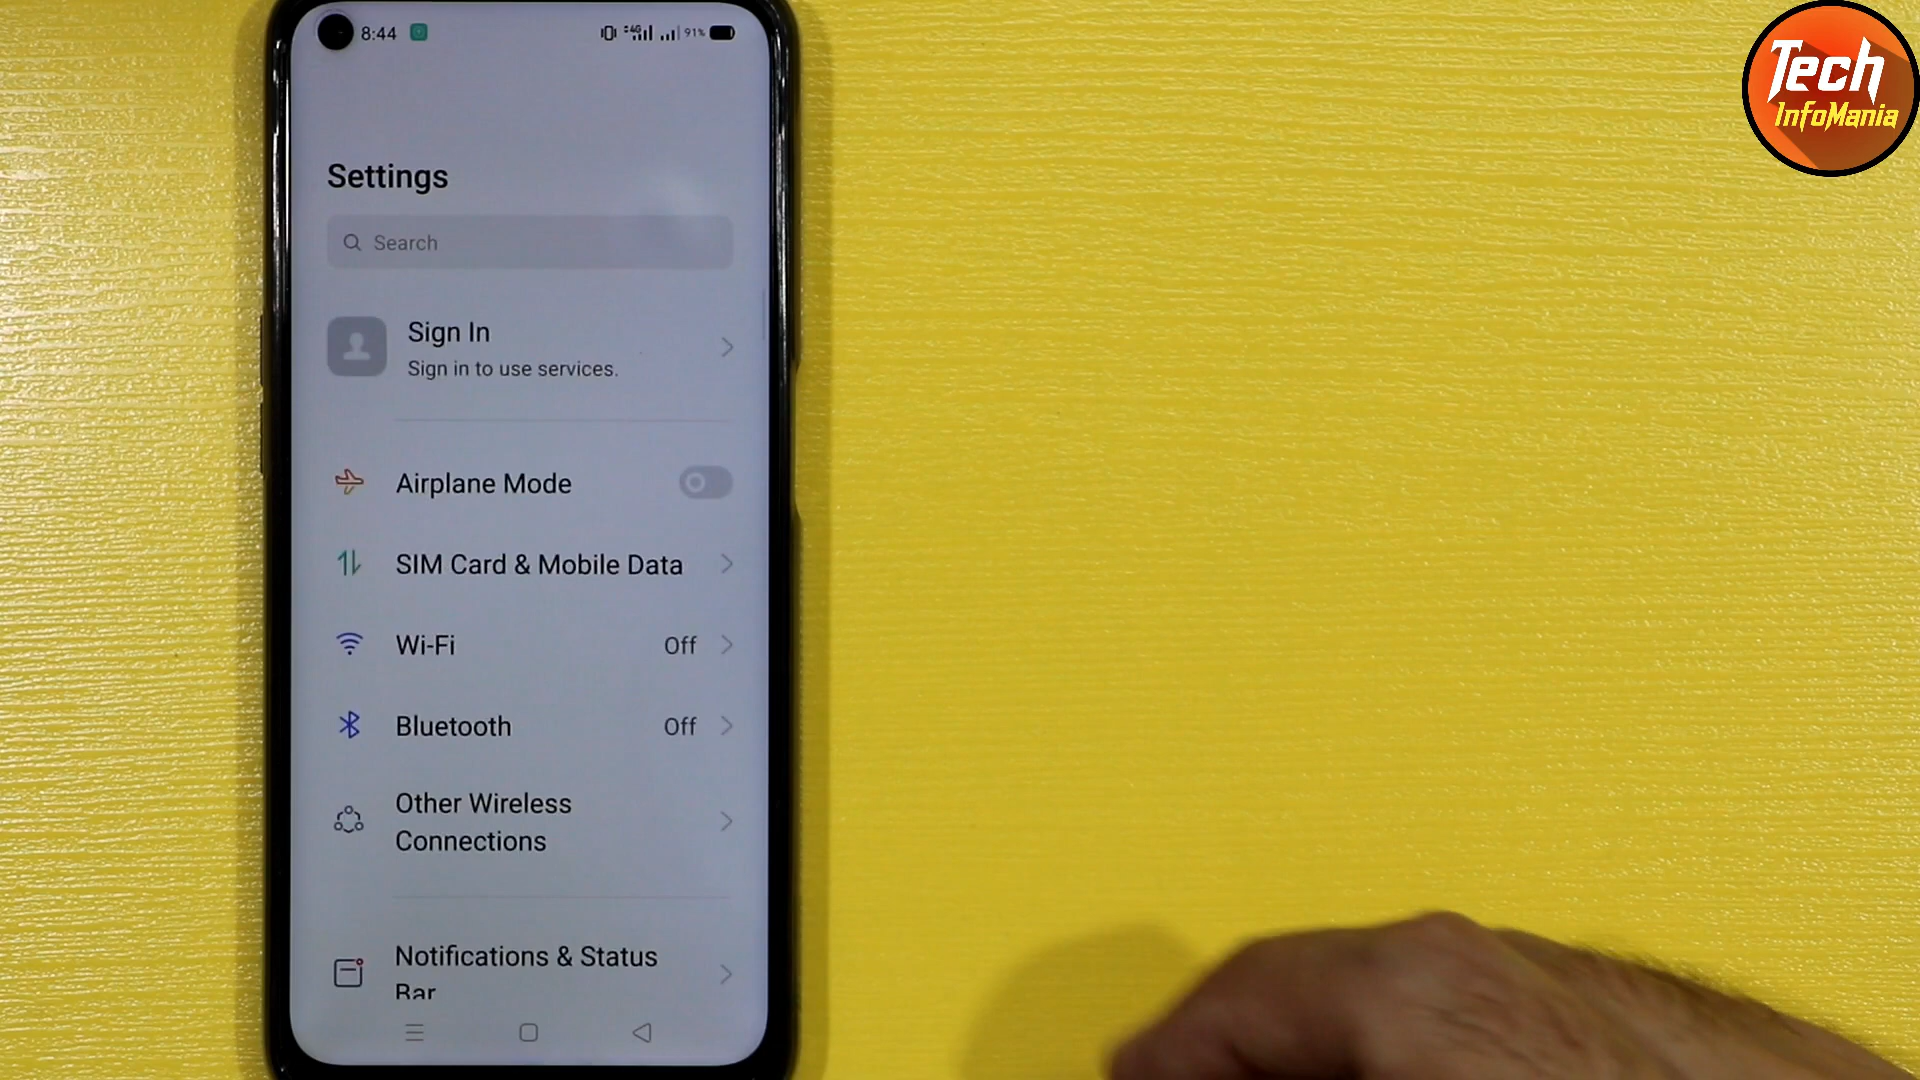 8:44
4G
91%
Tech
InfoMania
Settings
Search
Sign In
Sign in to use services.
Airplane Mode
SIM Card & Mobile Data
Wi-Fi
Off
Bluetooth
Off
Other Wireless
Connections
Notifications & Status
Bar